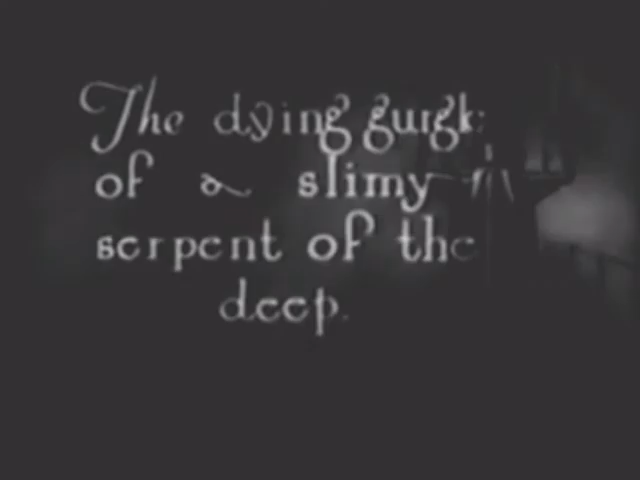 The dying gurgle
of a slimy
serpent of the
deep.